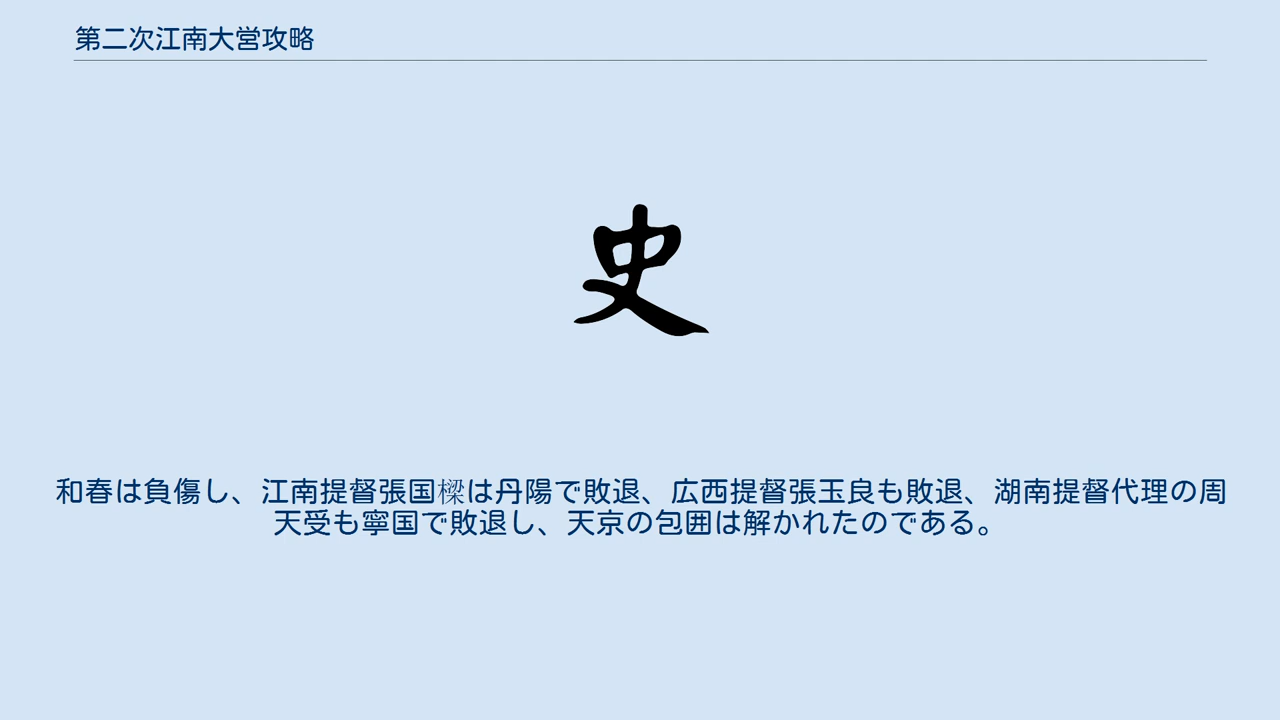 第二次江南大営攻略
史
和春は負傷し、江南提督張国樑は丹陽で敗退、広西提督張玉良も敗退、湖南提督代理の周
天受も寧国で敗退し、天京の包囲は解かれたのである。